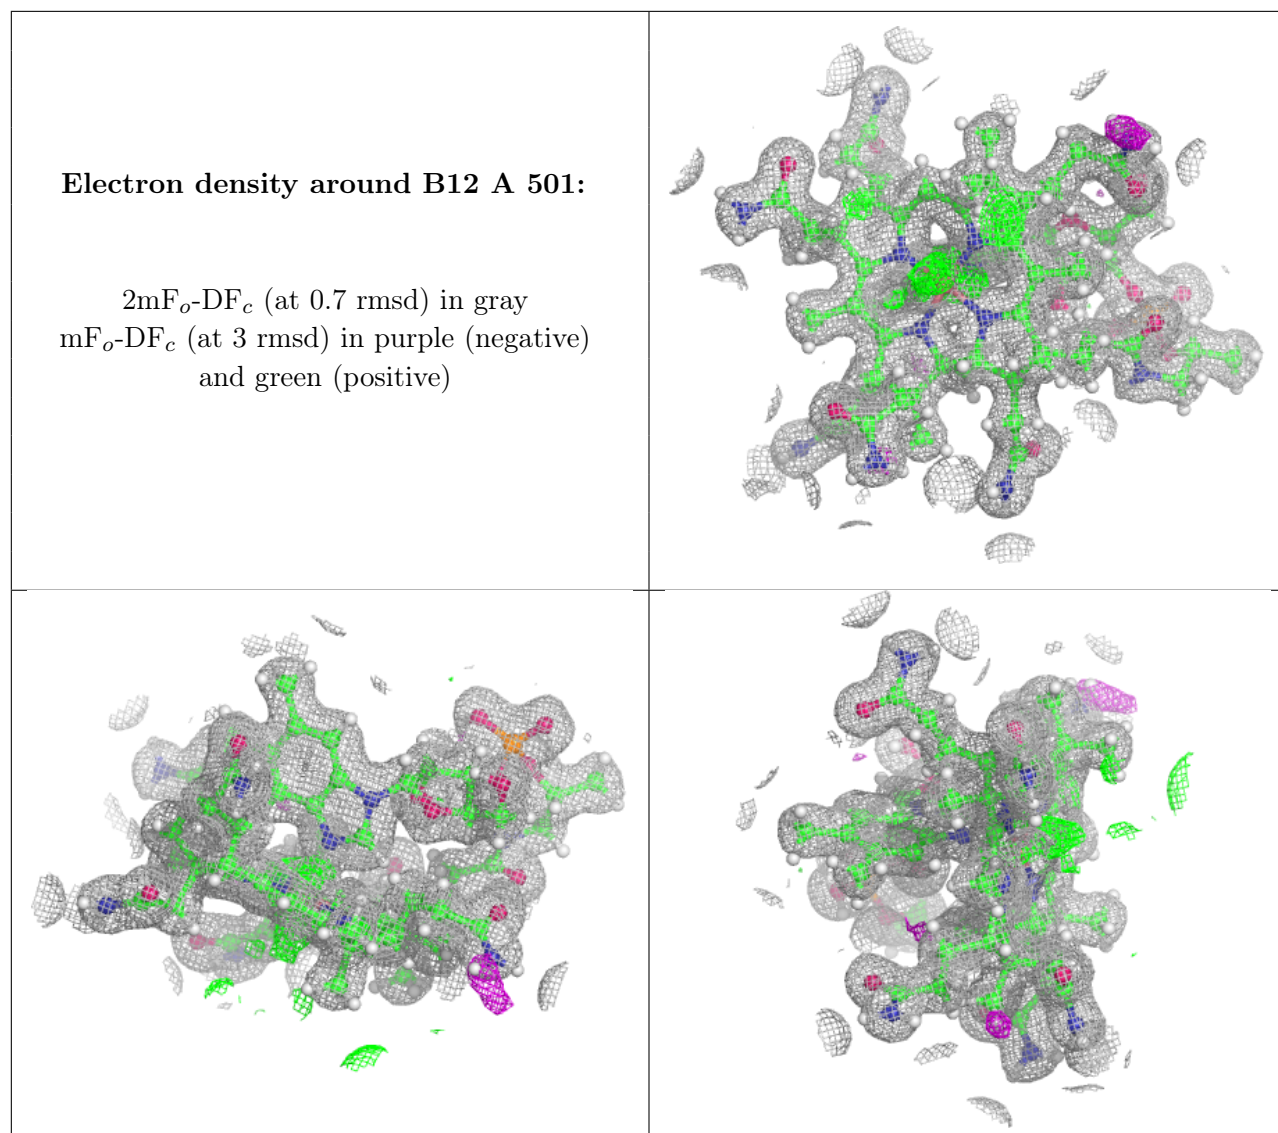 Electron density around B12 A 501:
2mFo-DFc (at 0.7 rmsd) in gray
mFo-DFc (at 3 rmsd) in purple (negative)
and green (positive)